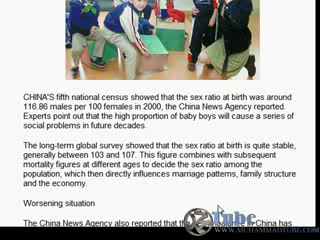 CHINA'S fifth national census showed that the sex ratio at birth was around
116.86 males per 100 females in 2000, the China News Agency reported.
Experts point out that the high proportion of baby boys will cause a series of
social problems in future decades.
The long-term global survey showed that the sex ratio at birth is quite stable,
generally between 103 and 107. This figure combines with subsequent
mortality figures at different ages to decide the sex ratio among the
population, which then directly influences marriage patterns, family structure
and the economy.
Worsening situation
The China News Agency also reported that the in China has
Tube
WWW.MUHAMMADTUBE.COM